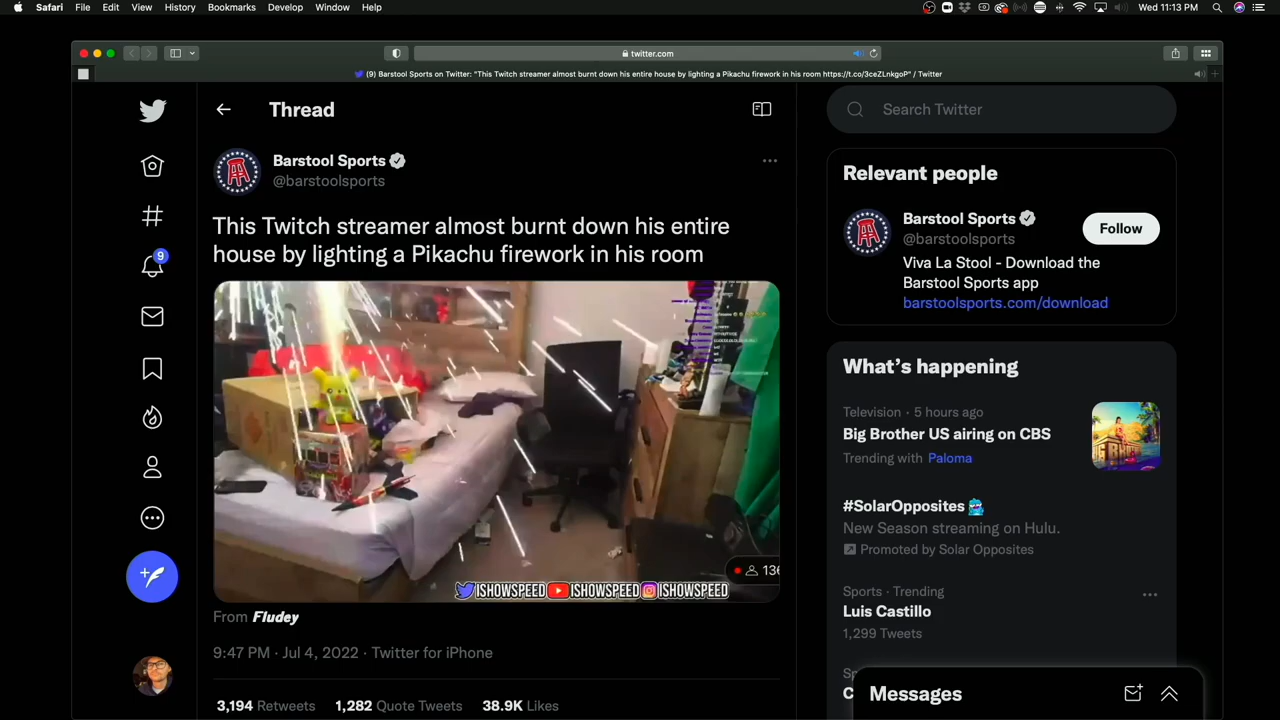 Safari File Edit View History Bookmarks Develop Window Help
Wed 11:13 PM
twitter.com
(9) Barstool Sports on Twitter: "This Twitch streamer almost burnt down his entire house by lighting a Pikachu firework in his room https://t.co/3ceZLnkgoP" / Twitter
Thread
Barstool Sports
@barstoolsports
This Twitch streamer almost burnt down his entire
house by lighting a Pikachu firework in his room
136
ISHOWSPEED ISHOWSPEED ISHOWSPEED
From Fludey
9:47 PM · Jul 4, 2022 · Twitter for iPhone
3,194 Retweets 1,282 Quote Tweets 38.9K Likes
9
Search Twitter
Relevant people
Barstool Sports
@barstoolsports
Follow
Viva La Stool - Download the
Barstool Sports app
barstoolsports.com/download
What's happening
Television · 5 hours ago
Big Brother US airing on CBS
Trending with Paloma
#SolarOpposites
New Season streaming on Hulu.
Promoted by Solar Opposites
Sports · Trending
Luis Castillo
1,299 Tweets
Messages